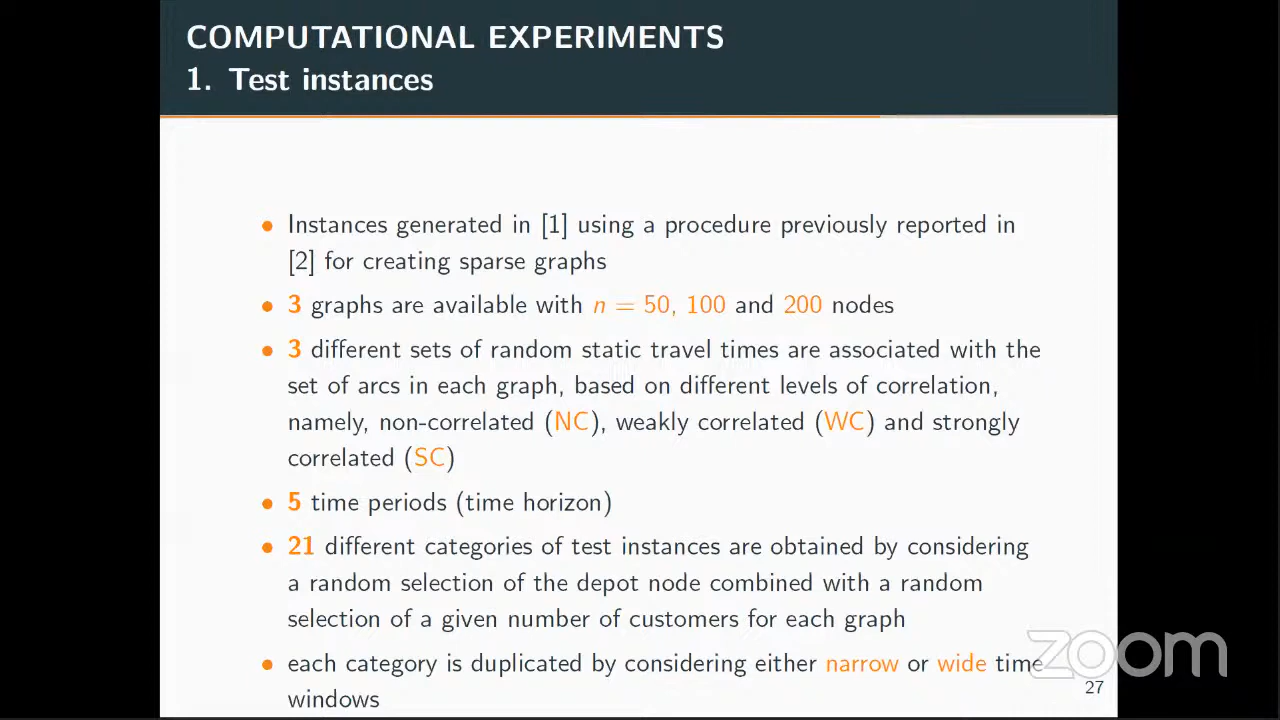 COMPUTATIONAL EXPERIMENTS
1. Test instances
• Instances generated in [1] using a procedure previously reported in
[2] for creating sparse graphs
• 3 graphs are available with n = 50, 100 and 200 nodes
• 3 different sets of random static travel times are associated with the
set of arcs in each graph, based on different levels of correlation,
namely, non-correlated (NC), weakly correlated (WC) and strongly
correlated (SC)
• 5 time periods (time horizon)
• 21 different categories of test instances are obtained by considering
a random selection of the depot node combined with a random
selection of a given number of customers for each graph
• each category is duplicated by considering either narrow or wide time
windows
zoom
27